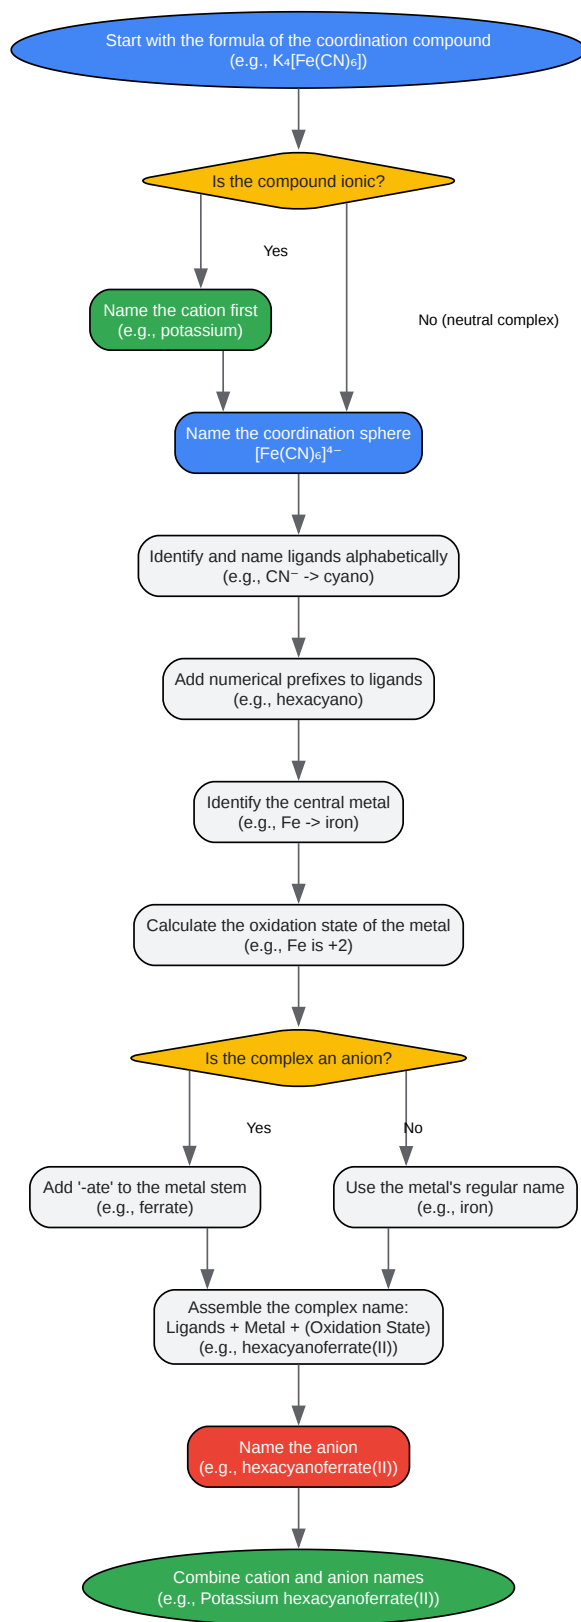 Start with the formula of the coordination compound
(e.g., K₄[Fe(CN)₆])
Is the compound ionic?
Yes
Name the cation first
(e.g., potassium)
No (neutral complex)
Name the coordination sphere
[Fe(CN)₆]⁴⁻
Identify and name ligands alphabetically
(e.g., CN⁻ -> cyano)
Add numerical prefixes to ligands
(e.g., hexacyano)
Identify the central metal
(e.g., Fe -> iron)
Calculate the oxidation state of the metal
(e.g., Fe is +2)
Is the complex an anion?
Yes
No
Add '-ate' to the metal stem
(e.g., ferrate)
Use the metal's regular name
(e.g., iron)
Assemble the complex name:
Ligands + Metal + (Oxidation State)
(e.g., hexacyanoferrate(II))
Name the anion
(e.g., hexacyanoferrate(II))
Combine cation and anion names
(e.g., Potassium hexacyanoferrate(II))